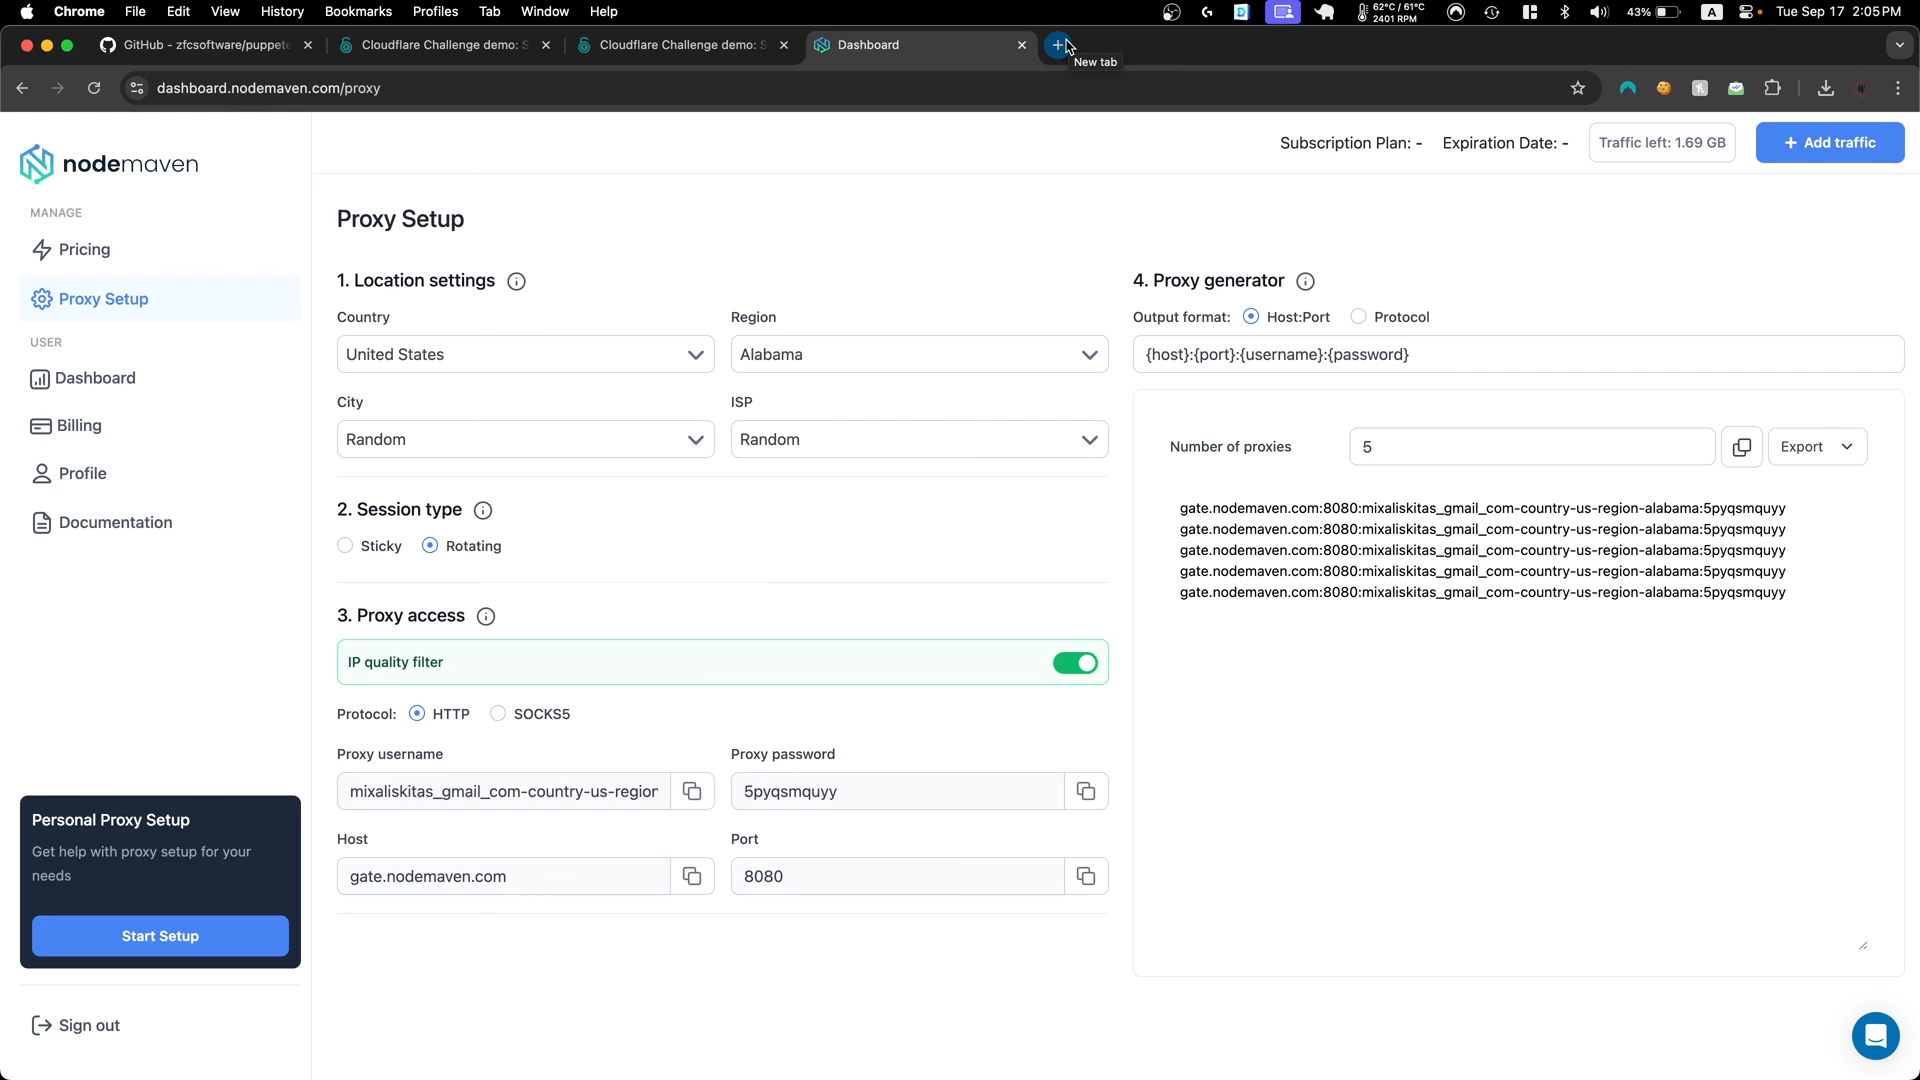 Chrome File Edit View History Bookmarks Profiles Tab Window Help
62°C / 61°C
2401 RPM
43%
A
Tue Sep 17 2:05 PM
GitHub - zfcsoftware/puppete
Cloudflare Challenge demo: S
Cloudflare Challenge demo: S
Dashboard
New tab
dashboard.nodemaven.com/proxy
nodemaven
Subscription Plan: -
Expiration Date: -
Traffic left: 1.69 GB
+ Add traffic
MANAGE
Pricing
Proxy Setup
USER
Dashboard
Billing
Profile
Documentation
Personal Proxy Setup
Get help with proxy setup for your
needs
Start Setup
Sign out
Proxy Setup
1. Location settings
Country
Region
United States
Alabama
City
ISP
Random
Random
2. Session type
Sticky
Rotating
3. Proxy access
IP quality filter
Protocol:
HTTP
SOCKS5
Proxy username
Proxy password
mixaliskitas_gmail_com-country-us-region
5pyqsmquyy
Host
Port
gate.nodemaven.com
8080
4. Proxy generator
Output format:
Host:Port
Protocol
{host}:{port}:{username}:{password}
Number of proxies
5
Export
gate.nodemaven.com:8080:mixaliskitas_gmail_com-country-us-region-alabama:5pyqsmquyy
gate.nodemaven.com:8080:mixaliskitas_gmail_com-country-us-region-alabama:5pyqsmquyy
gate.nodemaven.com:8080:mixaliskitas_gmail_com-country-us-region-alabama:5pyqsmquyy
gate.nodemaven.com:8080:mixaliskitas_gmail_com-country-us-region-alabama:5pyqsmquyy
gate.nodemaven.com:8080:mixaliskitas_gmail_com-country-us-region-alabama:5pyqsmquyy